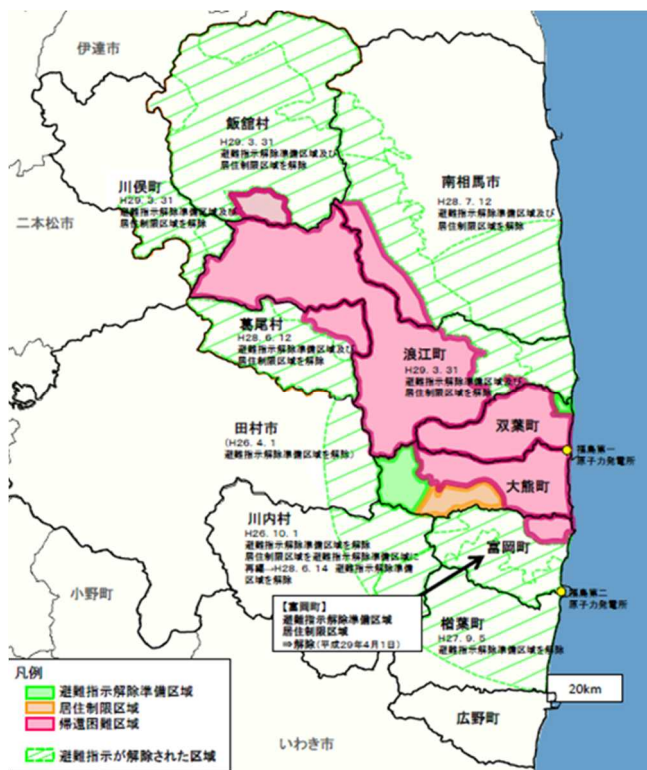 伊達市
飯舘村
H29. 3. 31
避難指示解除準備区域及び
居住制限区域を解除
川俣町
H29. 3. 31
避難指示解除準備区域及び
居住制限区域を解除
南相馬市
H28. 7. 12
避難指示解除準備区域及び
居住制限区域を解除
二本松市
葛尾村
H28. 6. 12
避難指示解除準備区域及び
居住制限区域を解除
浪江町
H29. 3. 31
避難指示解除準備区域及び
居住制限区域を解除
田村市
(H26. 4. 1
避難指示解除準備区域を解除)
双葉町
福島第一
原子力発電所
大熊町
川内村
H26. 10. 1
避難指示解除準備区域を解除
居住制限区域を避難指示解除準備区域に
再編→H28. 6. 14 避難指示解除準備
区域を解除
富岡町
小野町
【富岡町】
避難指示解除準備区域
居住制限区域
⇒解除(平成29年4月1日)
福島第二
原子力発電所
楢葉町
H27. 9. 5
避難指示解除準備区域を解除
凡例
避難指示解除準備区域
居住制限区域
帰還困難区域
避難指示が解除された区域
20km
広野町
いわき市